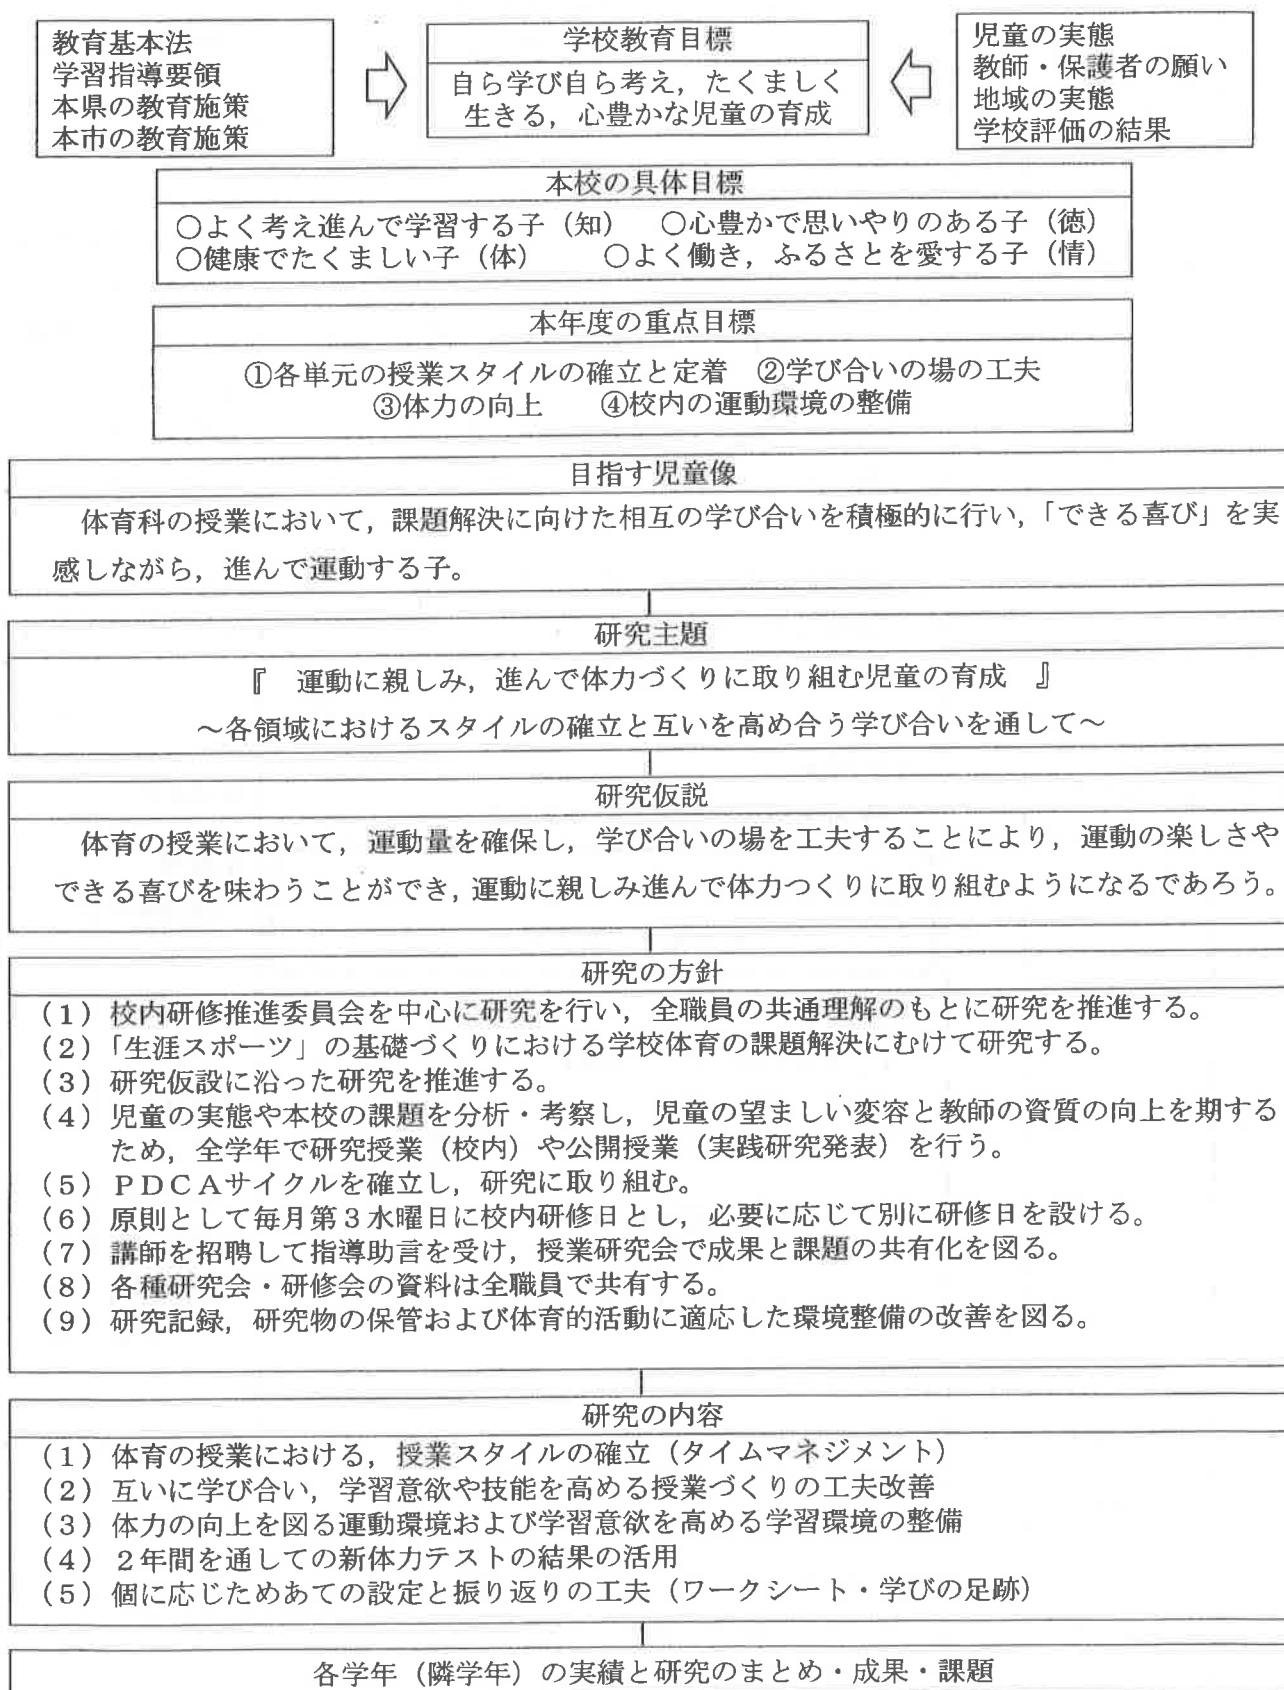 教育基本法
学習指導要領
本県の教育施策
本市の教育施策
学校教育目標
自ら学び自ら考え，たくましく
生きる，心豊かな児童の育成
児童の実態
教師・保護者の願い
地域の実態
学校評価の結果
本校の具体目標
○よく考え進んで学習する子（知）　○心豊かで思いやりのある子（徳）
○健康でたくましい子（体）　　○よく働き，ふるさとを愛する子（情）
本年度の重点目標
①各単元の授業スタイルの確立と定着　②学び合いの場の工夫
③体力の向上　　④校内の運動環境の整備
目指す児童像
体育科の授業において，課題解決に向けた相互の学び合いを積極的に行い，「できる喜び」を実
感しながら，進んで運動する子。
研究主題
『　運動に親しみ，進んで体力づくりに取り組む児童の育成　』
～各領域におけるスタイルの確立と互いを高め合う学び合いを通して～
研究仮説
体育の授業において，運動量を確保し，学び合いの場を工夫することにより，運動の楽しさや
できる喜びを味わうことができ，運動に親しみ進んで体力つくりに取り組むようになるであろう。
研究の方針
（1）校内研修推進委員会を中心に研究を行い，全職員の共通理解のもとに研究を推進する。
（2）「生涯スポーツ」の基礎づくりにおける学校体育の課題解決にむけて研究する。
（3）研究仮設に沿った研究を推進する。
（4）児童の実態や本校の課題を分析・考察し，児童の望ましい変容と教師の資質の向上を期する
ため，全学年で研究授業（校内）や公開授業（実践研究発表）を行う。
（5）ＰＤＣＡサイクルを確立し，研究に取り組む。
（6）原則として毎月第３水曜日に校内研修日とし，必要に応じて別に研修日を設ける。
（7）講師を招聘して指導助言を受け，授業研究会で成果と課題の共有化を図る。
（8）各種研究会・研修会の資料は全職員で共有する。
（9）研究記録，研究物の保管および体育的活動に適応した環境整備の改善を図る。
研究の内容
（1）体育の授業における，授業スタイルの確立（タイムマネジメント）
（2）互いに学び合い，学習意欲や技能を高める授業づくりの工夫改善
（3）体力の向上を図る運動環境および学習意欲を高める学習環境の整備
（4）２年間を通しての新体力テストの結果の活用
（5）個に応じためあての設定と振り返りの工夫（ワークシート・学びの足跡）
各学年（隣学年）の実績と研究のまとめ・成果・課題